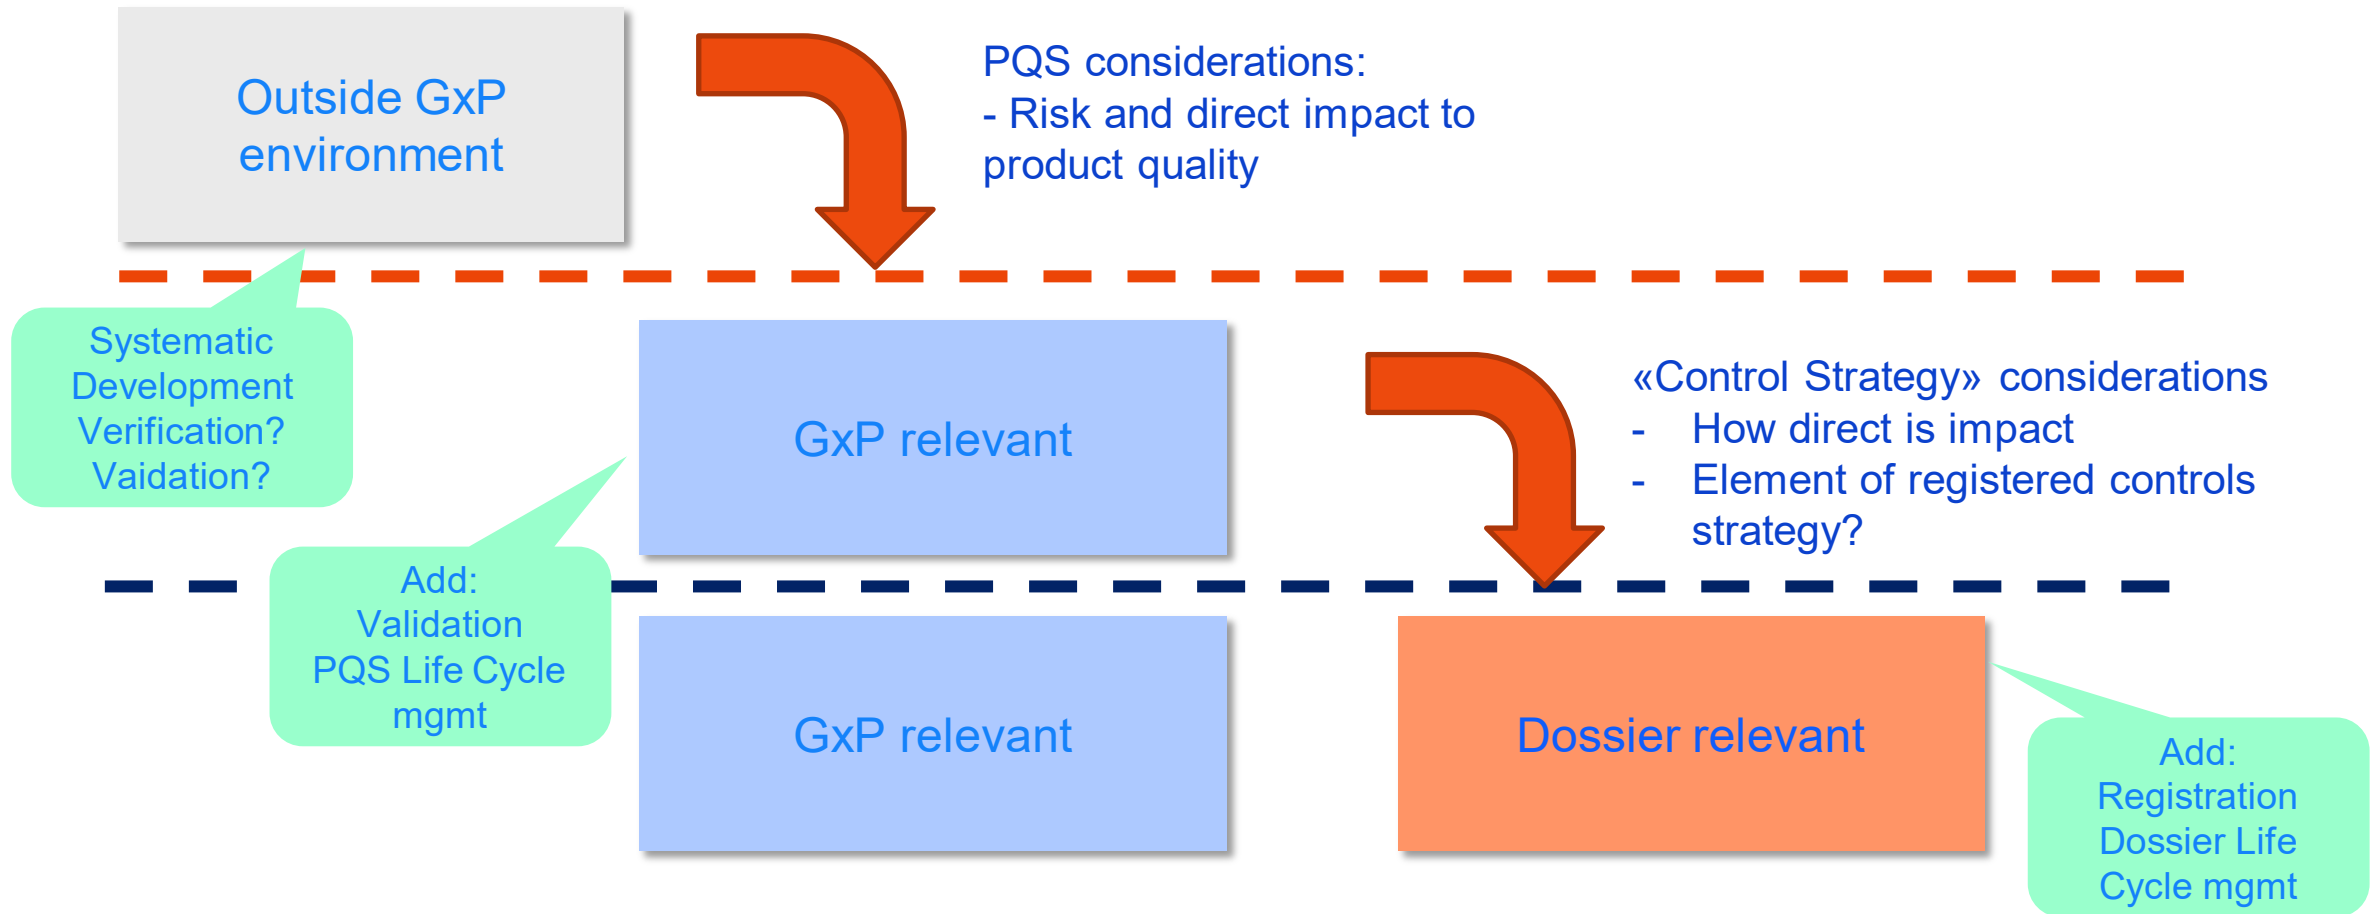 Outside GxP
environment
PQS considerations:
- Risk and direct impact to
product quality
Systematic
Development
Verification?
Vaidation?
GxP relevant
«Control Strategy» considerations
- How direct is impact
- Element of registered controls
strategy?
Add:
Validation
PQS Life Cycle
mgmt
GxP relevant
Dossier relevant
Add:
Registration
Dossier Life
Cycle mgmt